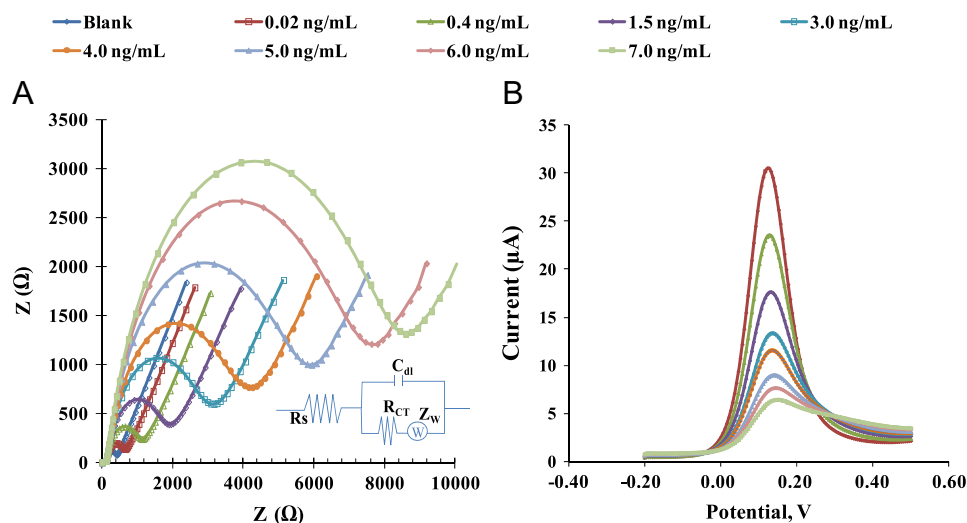 Blank 0.02 ng/mL 0.4 ng/mL 1.5 ng/mL 3.0 ng/mL
4.0 ng/mL 5.0 ng/mL 6.0 ng/mL 7.0 ng/mL
A
3500
3000
2500
2000
1500
1000
500
0
0 2000 4000 6000 8000 10000
Z (Ω)
Z (Ω)
Cdl
Rs
RCT
ZW
W
B
35
30
25
20
15
10
5
0
-0.40 -0.20 0.00 0.20 0.40 0.60
Current (µA)
Potential, V